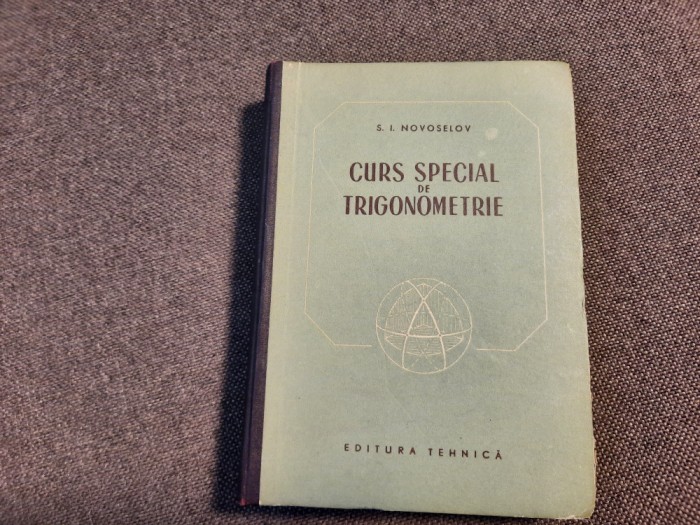 S. I. NOVOSELOV
CURS SPECIAL
DE
TRIGONOMETRIE
EDITURA TEHNICĂ